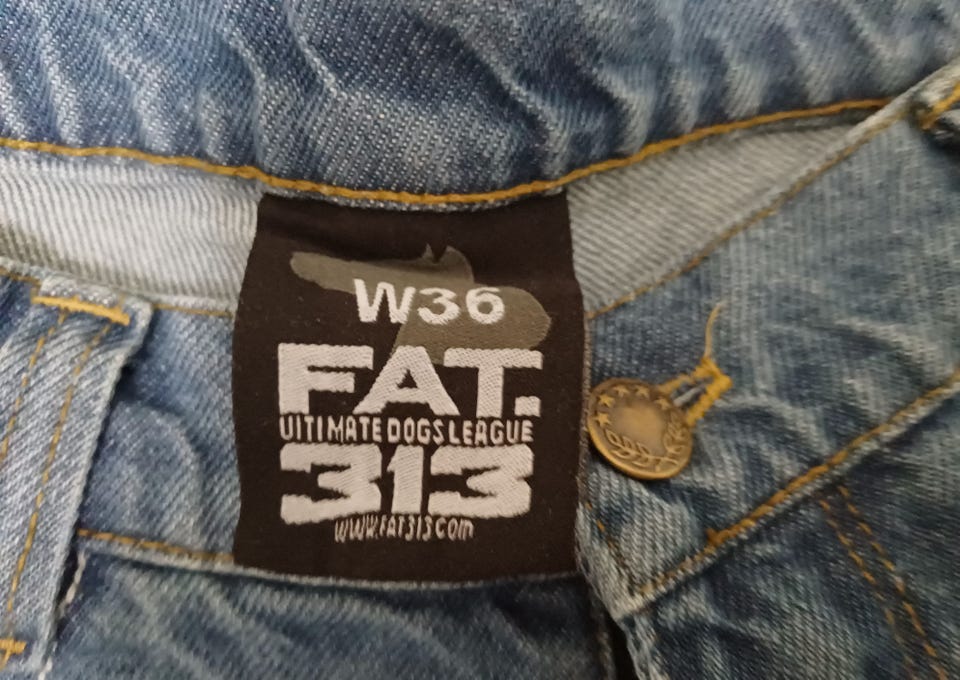 W36
FAT.
ULTIMATE DOGS LEAGUE
313
WWW.FAT313.COM